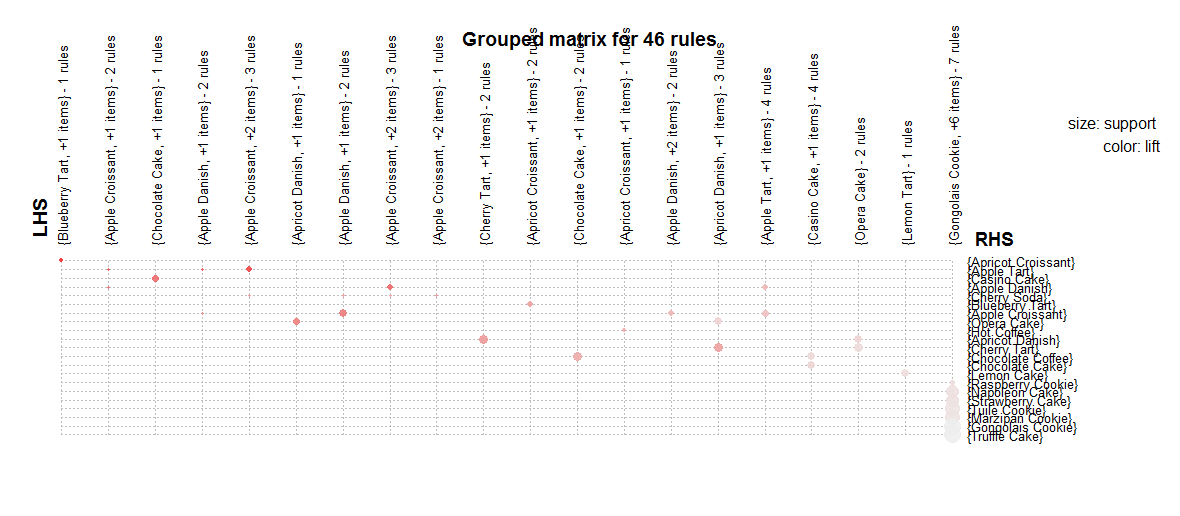 Grouped matrix for 46 rules
size: support
color: lift
LHS
{Blueberry Tart, +1 items} - 1 rules
{Apple Croissant, +1 items} - 2 rules
{Chocolate Cake, +1 items} - 1 rules
{Apple Danish, +1 items} - 2 rules
{Apple Croissant, +2 items} - 3 rules
{Apricot Danish, +1 items} - 1 rules
{Apple Danish, +1 items} - 2 rules
{Apple Croissant, +2 items} - 3 rules
{Apple Croissant, +2 items} - 1 rules
{Cherry Tart, +1 items} - 2 rules
{Apricot Croissant, +1 items} - 2 rules
{Chocolate Cake, +1 items} - 2 rules
{Apricot Croissant, +1 items} - 1 rules
{Apple Danish, +2 items} - 2 rules
{Apricot Danish, +1 items} - 3 rules
{Apple Tart, +1 items} - 4 rules
{Casino Cake, +1 items} - 4 rules
{Opera Cake} - 2 rules
{Lemon Tart} - 1 rules
{Gongolais Cookie, +6 items} - 7 rules
RHS
{Apricot Croissant}
{Apple Tart}
{Casino Cake}
{Apple Danish}
{Cherry Soda}
{Blueberry Tart}
{Apple Croissant}
{Opera Cake}
{Hot Coffee}
{Apricot Danish}
{Cherry Tart}
{Chocolate Coffee}
{Chocolate Cake}
{Lemon Cake}
{Raspberry Cookie}
{Napoleon Cake}
{Strawberry Cake}
{Tuile Cookie}
{Marzipan Cookie}
{Gongolais Cookie}
{Truffle Cake}